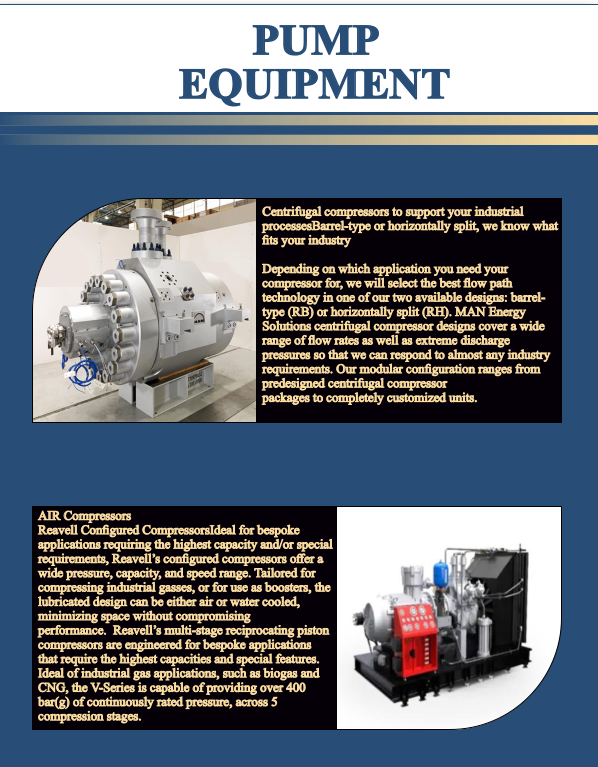 PUMP
EQUIPMENT
Centrifugal compressors to support your industrial
processesBarrel-type or horizontally split, we know what
fits your industry
Depending on which application you need your
compressor for, we will select the best flow path
technology in one of our two available designs: barrel-
type (RB) or horizontally split (RH). MAN Energy
Solutions centrifugal compressor designs cover a wide
range of flow rates as well as extreme discharge
pressures so that we can respond to almost any industry
requirements. Our modular configuration ranges from
predesigned centrifugal compressor
packages to completely customized units.
AIR Compressors
Reavell Configured CompressorsIdeal for bespoke
applications requiring the highest capacity and/or special
requirements, Reavell's configured compressors offer a
wide pressure, capacity, and speed range. Tailored for
compressing industrial gasses, or for use as boosters, the
lubricated design can be either air or water cooled,
minimizing space without compromising
performance.  Reavell's multi-stage reciprocating piston
compressors are engineered for bespoke applications
that require the highest capacities and special features.
Ideal of industrial gas applications, such as biogas and
CNG, the V-Series is capable of providing over 400
bar(g) of continuously rated pressure, across 5
compression stages.